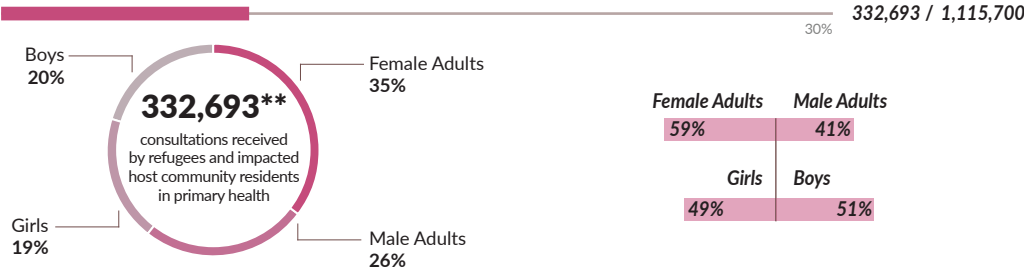 332,693 / 1,115,700
30%
Boys
20%
Female Adults
35%
332,693**
consultations received
by refugees and impacted
host community residents
in primary health
Girls
19%
Male Adults
26%
Female Adults Male Adults
59% 41%
Girls Boys
49% 51%